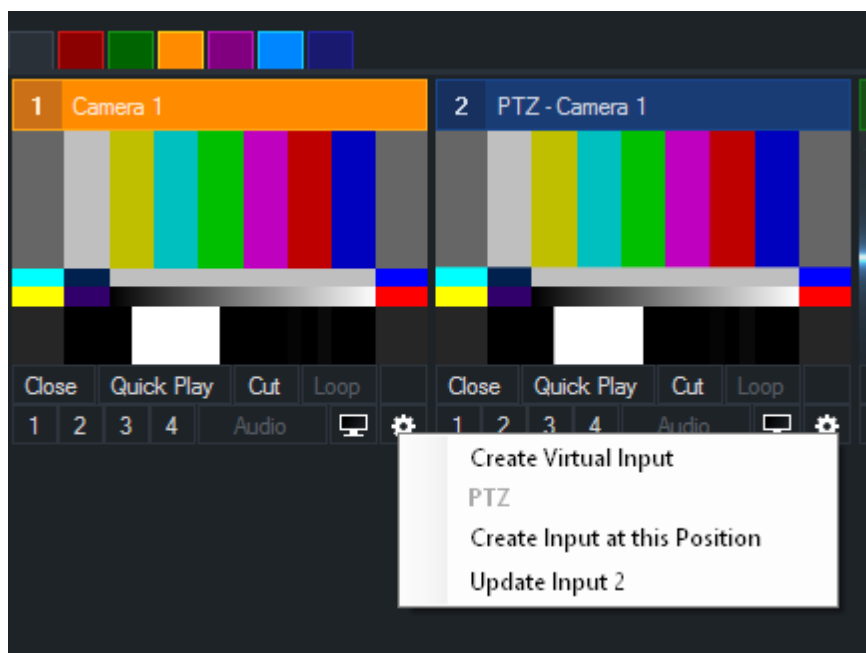 1 Camera 1
2 PTZ - Camera 1
Close Quick Play Cut Loop
Close Quick Play Cut Loop
1 2 3 4 Audio
1 2 3 4 Audio
Create Virtual Input
PTZ
Create Input at this Position
Update Input 2